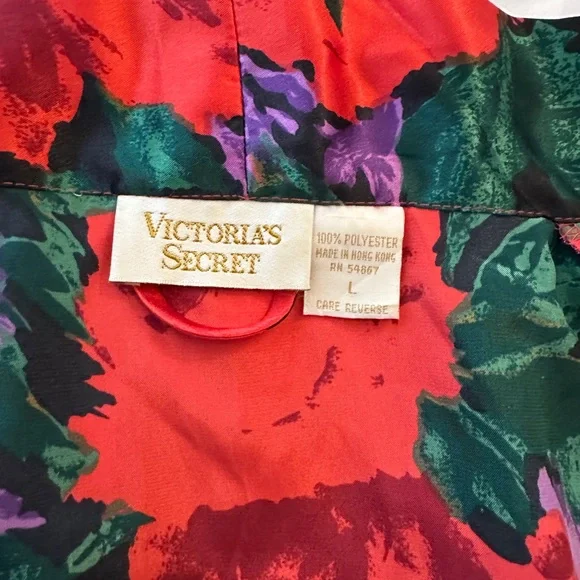 VICTORIA'S
SECRET
100% POLYESTER
MADE IN HONG KONG
RN 54867
L
CARE REVERSE